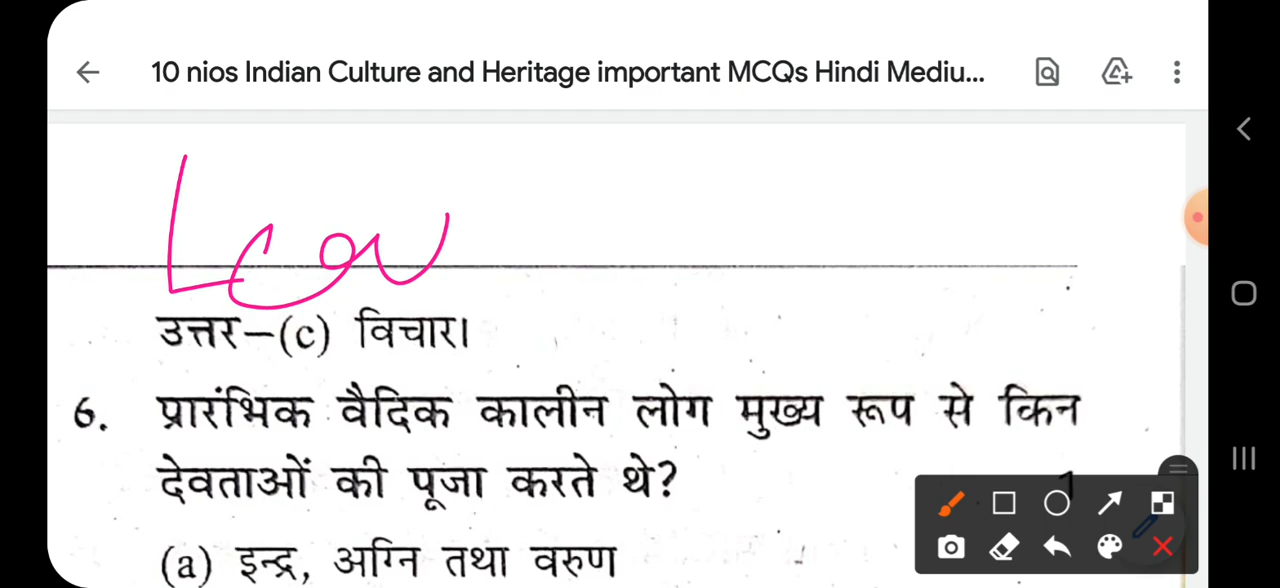 10 nios Indian Culture and Heritage important MCQs Hindi Mediu...
उत्तर–(c) विचार।
6. प्रारंभिक वैदिक कालीन लोग मुख्य रूप से किन
देवताओं की पूजा करते थे? 1
(a) इन्द्र, अग्नि तथा वरुण